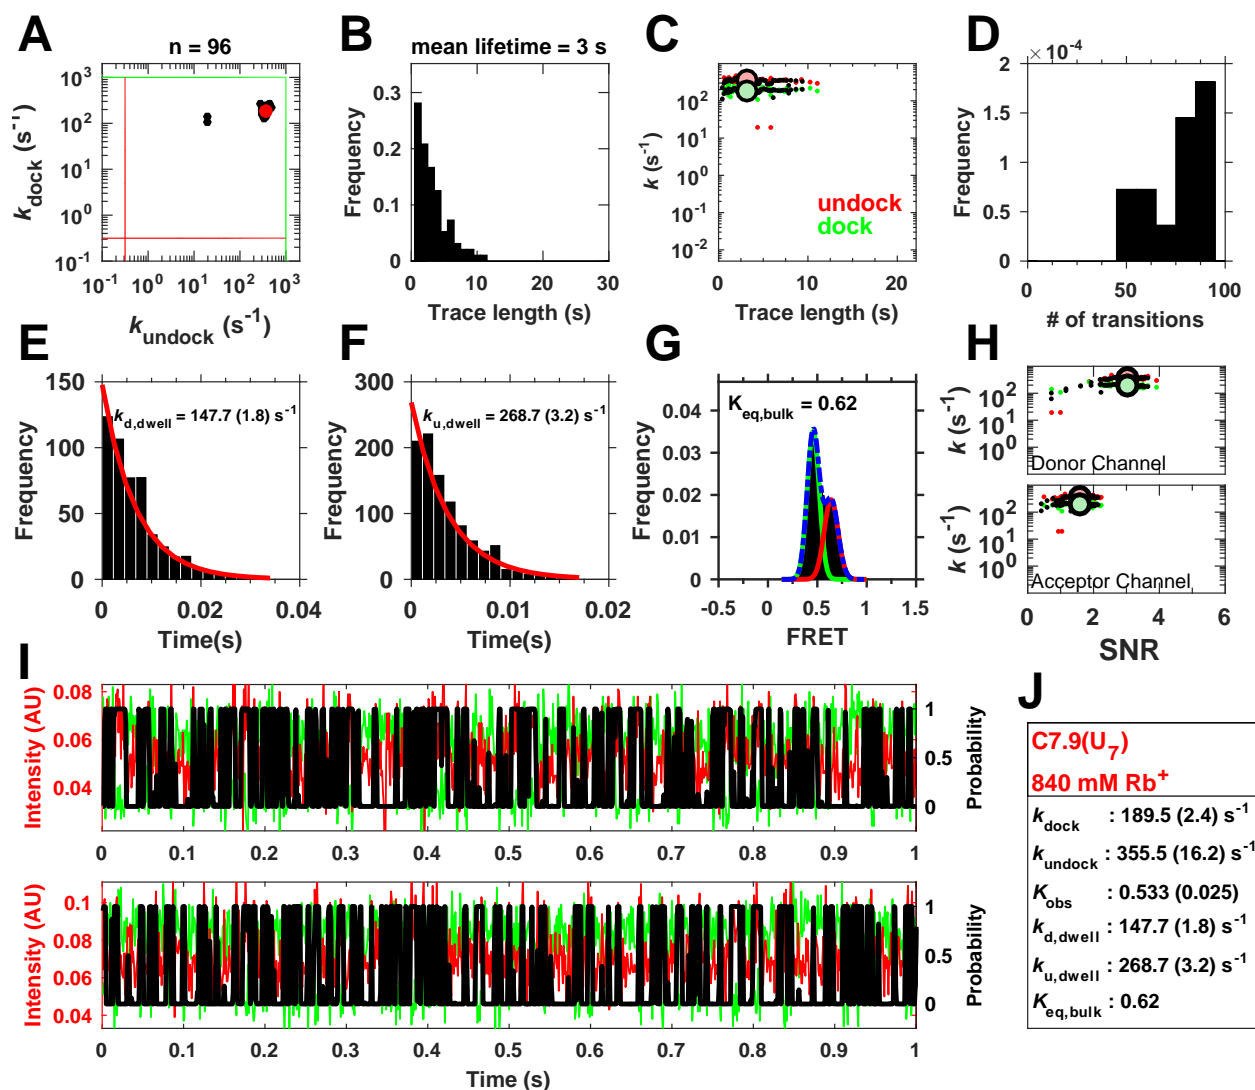 A
n = 96
10³
10²
10¹
10⁰
10⁻¹
10⁻¹ 10⁰ 10¹ 10² 10³
k_dock (s⁻¹)
k_undock (s⁻¹)
B
mean lifetime = 3 s
0.3
0.2
0.1
0
0 10 20 30
Frequency
Trace length (s)
C
10²
10⁰
10⁻¹
10⁻²
k (s⁻¹)
undock
dock
0 10 20
Trace length (s)
D
×10⁻⁴
2
1.5
1
0.5
0
0 50 100
Frequency
# of transitions
E
150
100
50
0
k_d,dwell = 147.7 (1.8) s⁻¹
0 0.02 0.04
Frequency
Time(s)
F
300
200
100
0
k_u,dwell = 268.7 (3.2) s⁻¹
0 0.01 0.02
Frequency
Time(s)
G
K_eq,bulk = 0.62
0.04
0.03
0.02
0.01
0
-0.5 0 0.5 1 1.5
Frequency
FRET
H
10²
10¹
10⁰
k (s⁻¹)
Donor Channel
10²
10¹
10⁰
k (s⁻¹)
Acceptor Channel
0 2 4 6
SNR
I
Intensity (AU)
0.08
0.06
0.04
1
0.5
0
Probability
0 0.1 0.2 0.3 0.4 0.5 0.6 0.7 0.8 0.9 1
Intensity (AU)
0.1
0.08
0.06
0.04
1
0.5
0
Probability
0 0.1 0.2 0.3 0.4 0.5 0.6 0.7 0.8 0.9 1
Time (s)
J
C7.9(U₇)
840 mM Rb⁺
k_dock : 189.5 (2.4) s⁻¹
k_undock : 355.5 (16.2) s⁻¹
K_obs : 0.533 (0.025)
k_d,dwell : 147.7 (1.8) s⁻¹
k_u,dwell : 268.7 (3.2) s⁻¹
K_eq,bulk : 0.62